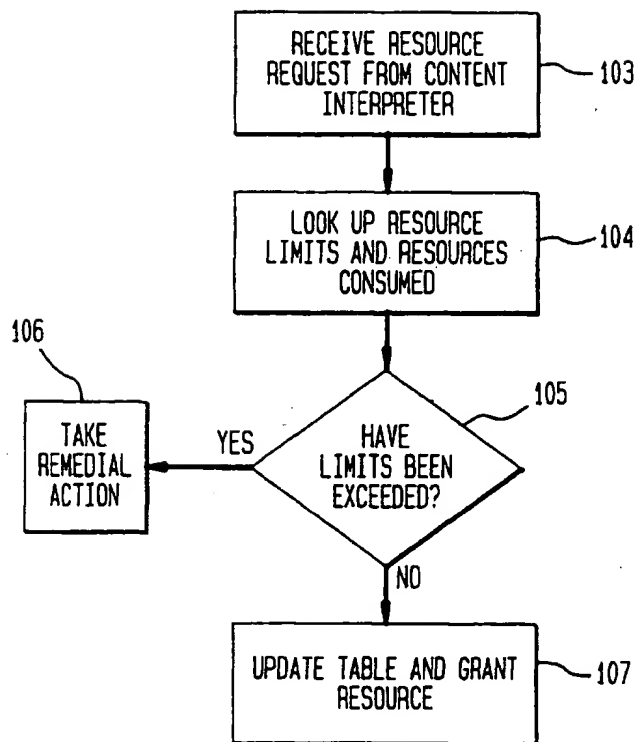 RECEIVE RESOURCE
REQUEST FROM CONTENT
INTERPRETER
103
LOOK UP RESOURCE
LIMITS AND RESOURCES
CONSUMED
104
106
TAKE
REMEDIAL
ACTION
YES
HAVE
LIMITS BEEN
EXCEEDED?
105
NO
UPDATE TABLE AND GRANT
RESOURCE
107